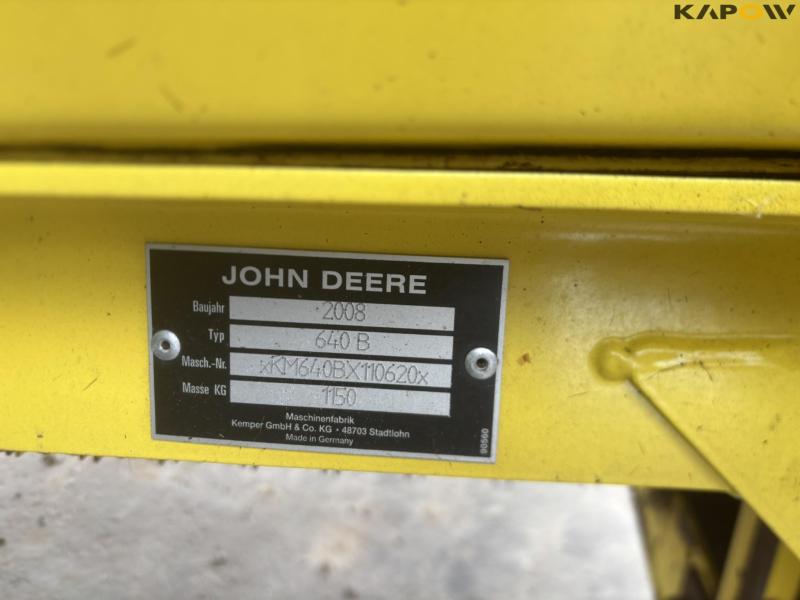 KAPOW
JOHN DEERE
Baujahr 2008
Typ 640 B
Masch.-Nr. xKM640BX110620x
Masse KG 1150
Maschinenfabrik
Kemper GmbH & Co. KG • 48703 Stadtlohn
Made in Germany
90560